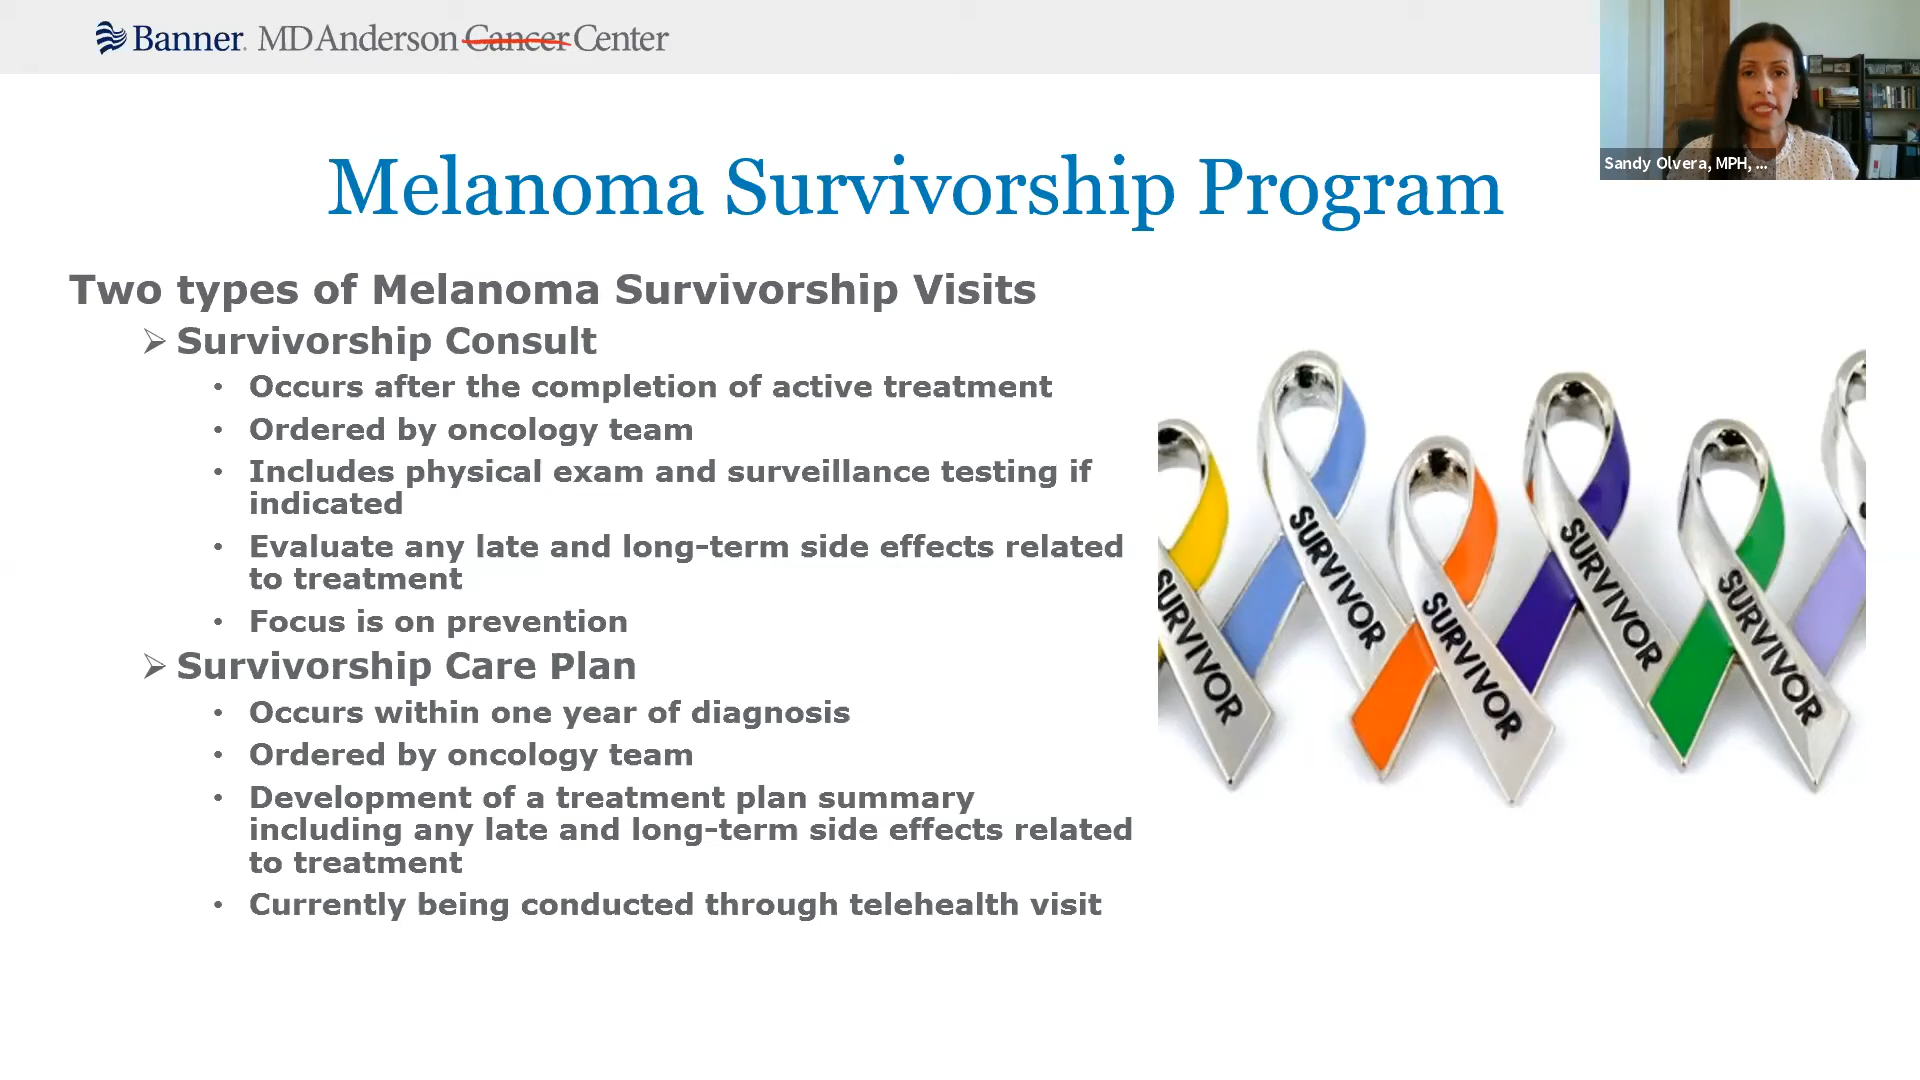 Banner. MD Anderson Cancer Center
Sandy Olvera, MPH, ...
Melanoma Survivorship Program
Two types of Melanoma Survivorship Visits
➢ Survivorship Consult
• Occurs after the completion of active treatment
• Ordered by oncology team
• Includes physical exam and surveillance testing if
indicated
• Evaluate any late and long-term side effects related
to treatment
• Focus is on prevention
➢ Survivorship Care Plan
• Occurs within one year of diagnosis
• Ordered by oncology team
• Development of a treatment plan summary
including any late and long-term side effects related
to treatment
• Currently being conducted through telehealth visit
SURVIVOR
SURVIVOR
SURVIVOR
SURVIVOR
SURVIVOR